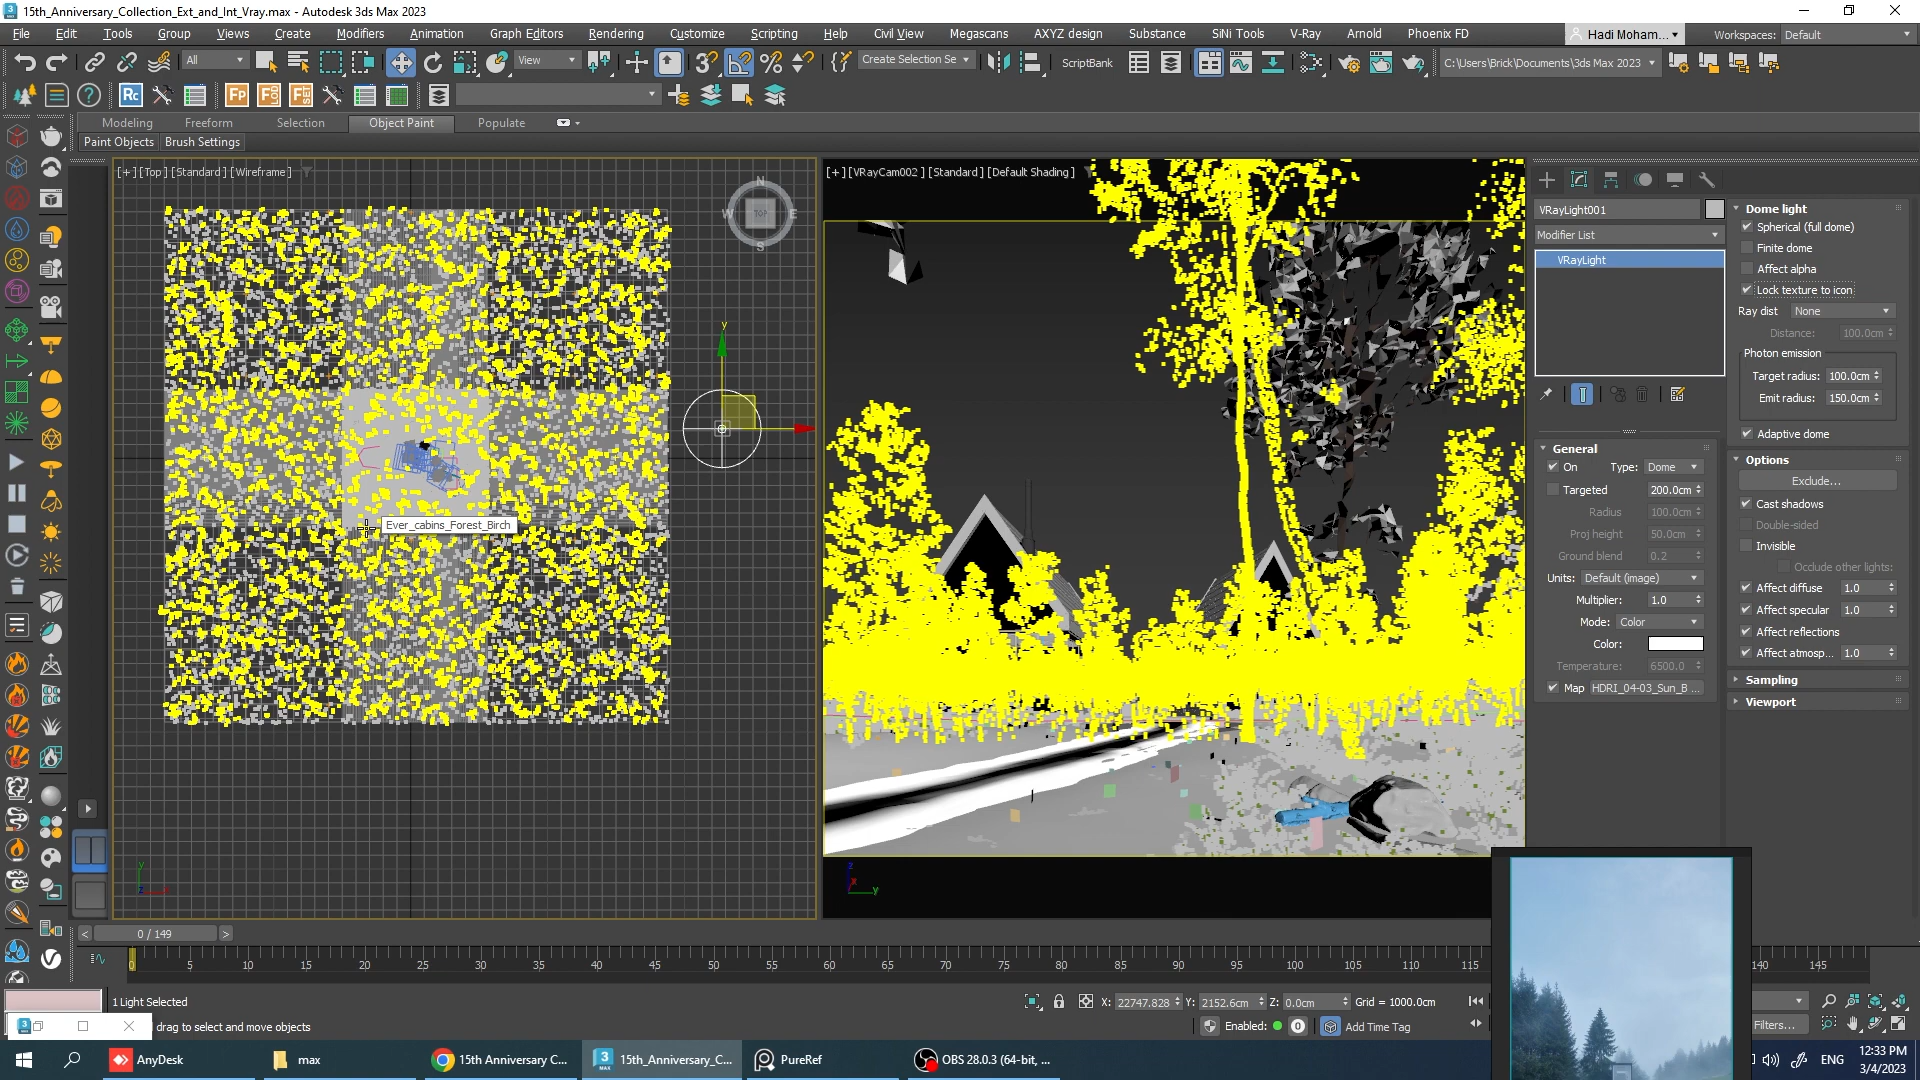 15th_Anniversary_Collection_Ext_and_Int_Vray.max - Autodesk 3ds Max 2023
File Edit Tools Group Views Create Modifiers Animation Graph Editors Rendering Customize Scripting Help Civil View Megascans AXYZ design Substance SiNi Tools V-Ray Arnold Phoenix FD
Hadi Moham... Workspaces: Default
All View Create Selection Se ScriptBank C:\Users\Brick\Documents\3ds Max 2023
Rc Fp
Modeling Freeform Selection Object Paint Populate
Paint Objects Brush Settings
[+] [Top] [Standard] [Wireframe]
[+] [VRayCam002] [Standard] [Default Shading]
N
W TOP E
S
y
Ever_cabins_Forest_Birch
VRayLight001
Modifier List
VRayLight
General
On Type: Dome
Targeted 200.0cm
Radius 100.0cm
Proj height 50.0cm
Ground blend 0.2
Units: Default (image)
Multiplier: 1.0
Mode: Color
Color:
Temperature: 6500.0
Map HDRI_04-03_Sun_B ...
Dome light
Spherical (full dome)
Finite dome
Affect alpha
Lock texture to icon
Ray dist None
Distance: 100.0cm
Photon emission
Target radius: 100.0cm
Emit radius: 150.0cm
Adaptive dome
Options
Exclude...
Cast shadows
Double-sided
Invisible
Occlude other lights:
Affect diffuse 1.0
Affect specular 1.0
Affect reflections
Affect atmosp... 1.0
Sampling
Viewport
< 0 / 149 >
0 5 10 15 20 25 30 35 40 45 50 55 60 65 70 75 80 85 90 95 100 105 110 115 140 145
1 Light Selected
X: 22747.828 Y: 2152.6cm Z: 0.0cm Grid = 1000.0cm
drag to select and move objects
Enabled: 0 Add Time Tag
Filters...
AnyDesk max 15th Anniversary C... 15th_Anniversary_C... PureRef OBS 28.0.3 (64-bit, ...
ENG
12:33 PM
3/4/2023